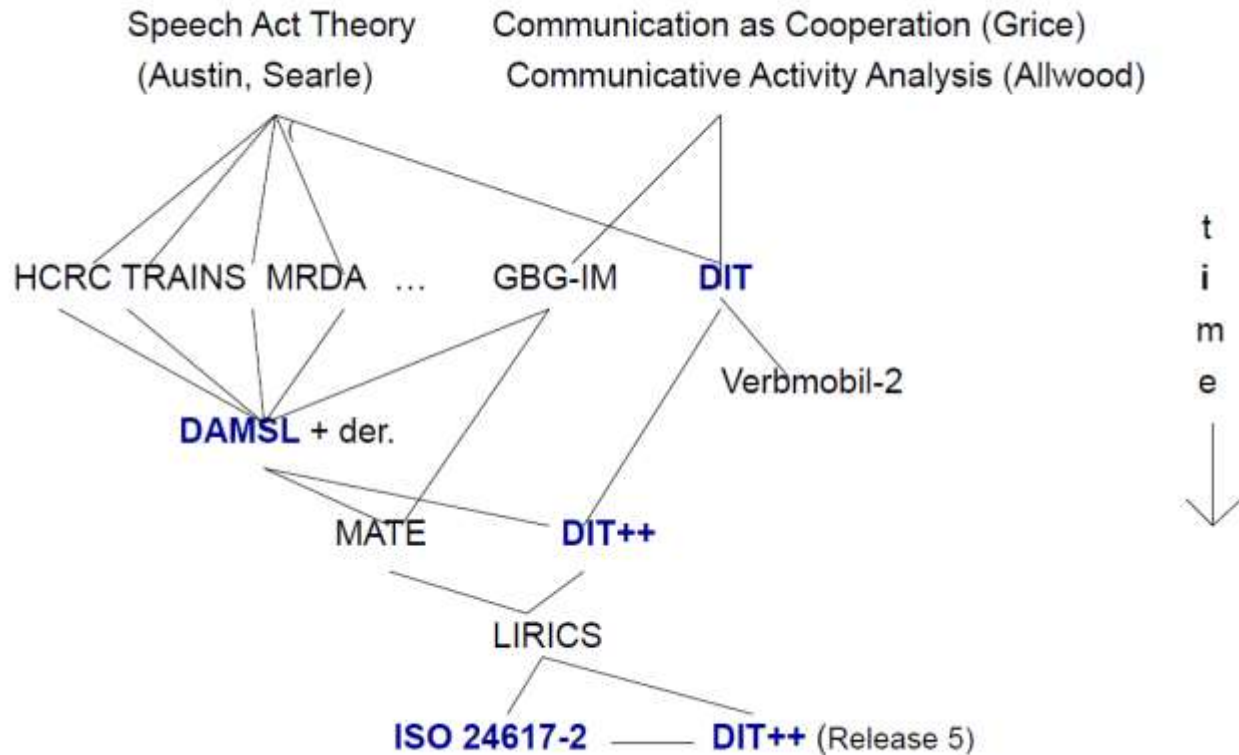 Speech Act Theory Communication as Cooperation (Grice)
(Austin, Searle) Communicative Activity Analysis (Allwood)
t
HCRC TRAINS MRDA ... GBG-IM DIT i
m
Verbmobil-2 e
DAMSL + der.
MATE DIT++
LIRICS
ISO 24617-2 DIT++ (Release 5)